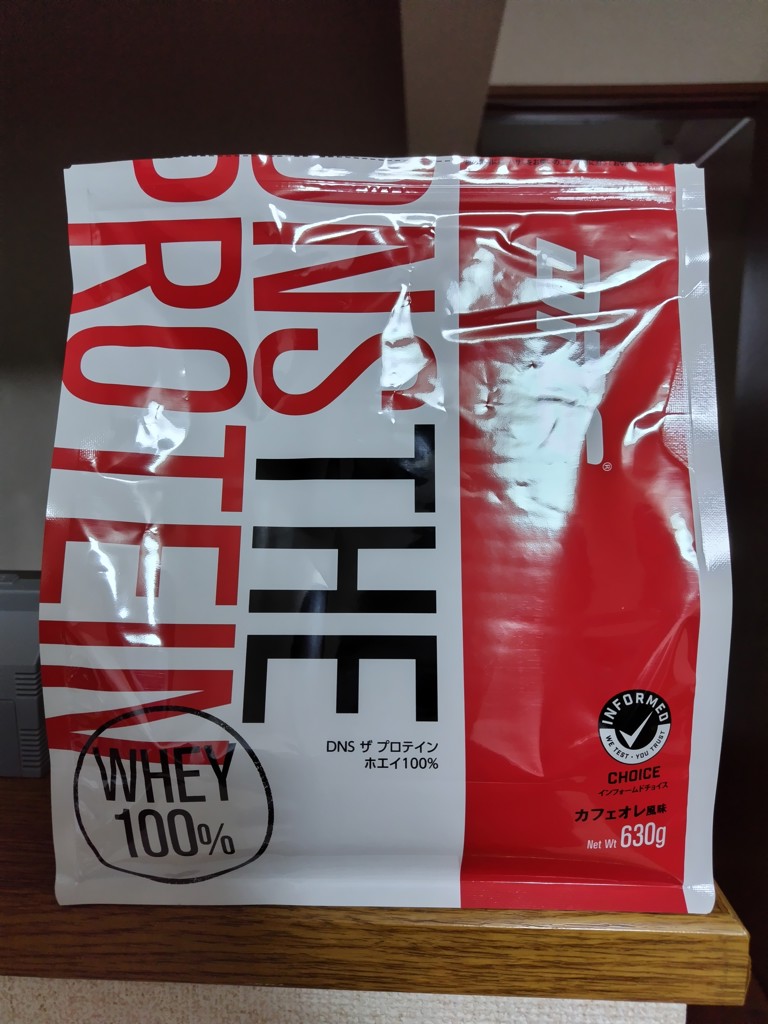 DNS THE
PROTEIN
WHEY
100%
DNS ザ プロテイン
ホエイ100%
INFORMED
WE TEST · YOU TRUST
CHOICE
インフォームドチョイス
カフェオレ風味
Net Wt 630g